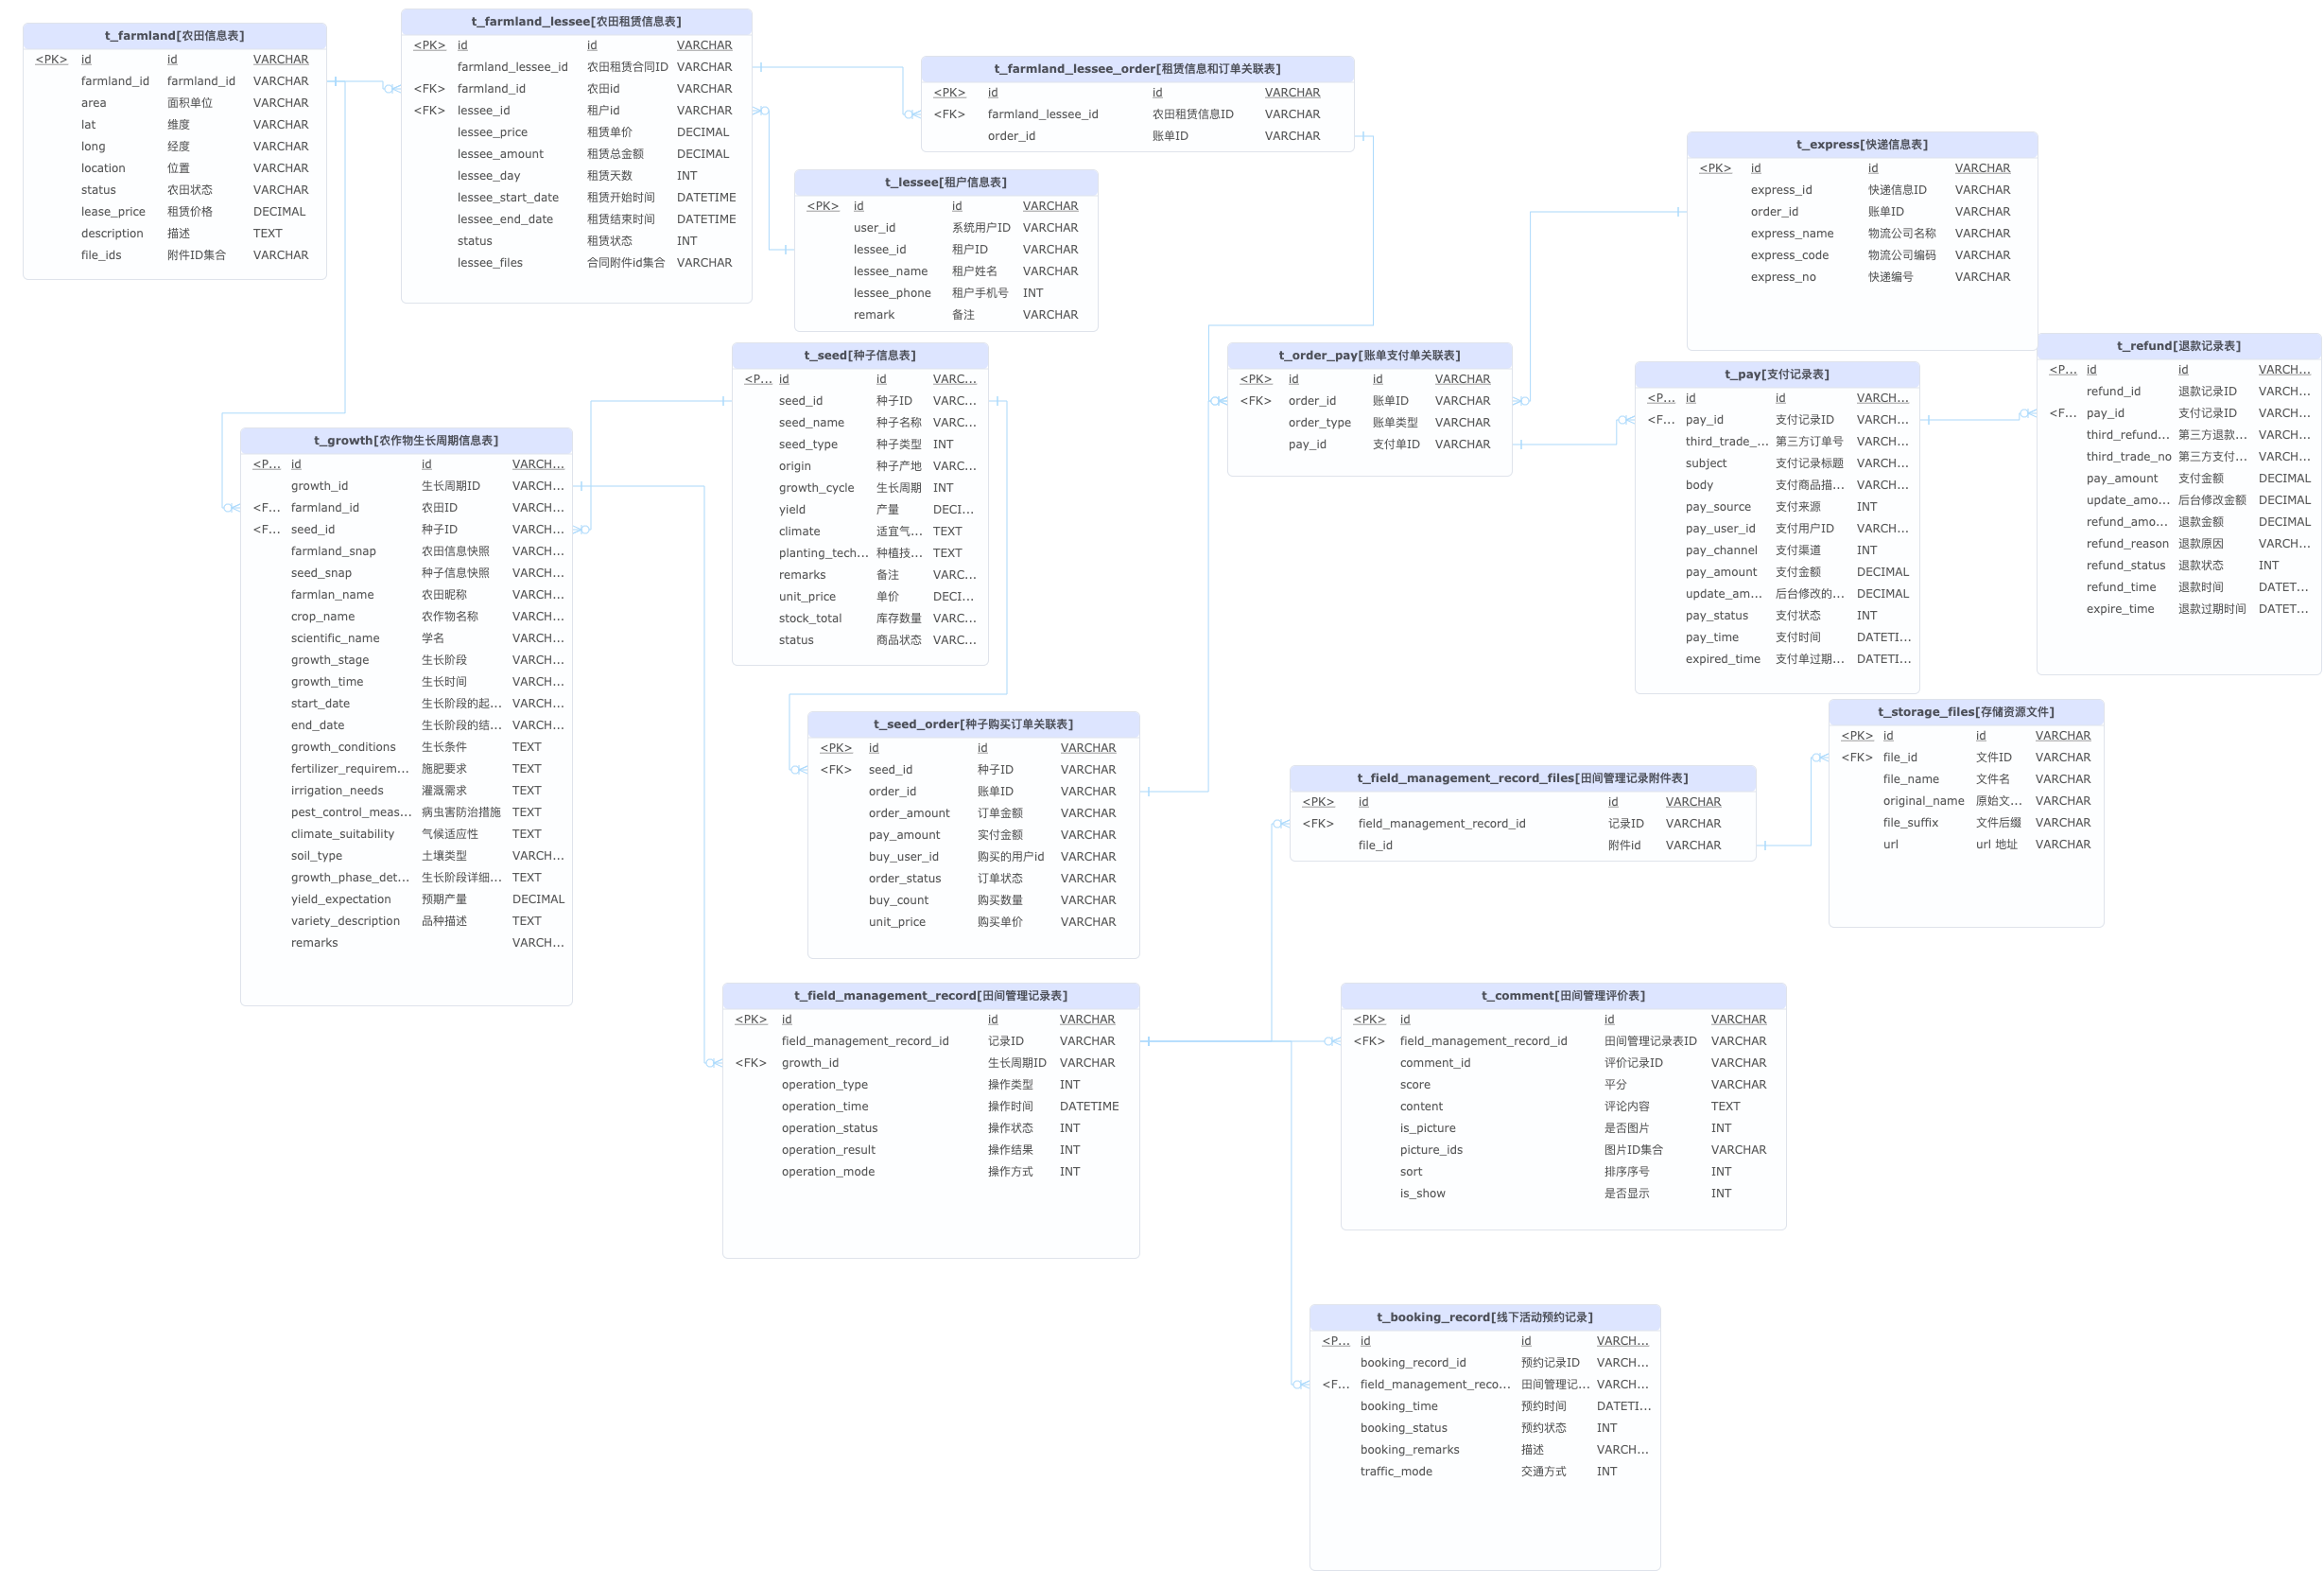 t_farmland[农田信息表]
<PK> id id VARCHAR
farmland_id farmland_id VARCHAR
area 面积单位 VARCHAR
lat 维度 VARCHAR
long 经度 VARCHAR
location 位置 VARCHAR
status 农田状态 VARCHAR
lease_price 租赁价格 DECIMAL
description 描述 TEXT
file_ids 附件ID集合 VARCHAR
t_farmland_lessee[农田租赁信息表]
<PK> id id VARCHAR
farmland_lessee_id 农田租赁合同ID VARCHAR
<FK> farmland_id 农田id VARCHAR
<FK> lessee_id 租户id VARCHAR
lessee_price 租赁单价 DECIMAL
lessee_amount 租赁总金额 DECIMAL
lessee_day 租赁天数 INT
lessee_start_date 租赁开始时间 DATETIME
lessee_end_date 租赁结束时间 DATETIME
status 租赁状态 INT
lessee_files 合同附件id集合 VARCHAR
t_farmland_lessee_order[租赁信息和订单关联表]
<PK> id id VARCHAR
<FK> farmland_lessee_id 农田租赁信息ID VARCHAR
order_id 账单ID VARCHAR
t_lessee[租户信息表]
<PK> id id VARCHAR
user_id 系统用户ID VARCHAR
lessee_id 租户ID VARCHAR
lessee_name 租户姓名 VARCHAR
lessee_phone 租户手机号 INT
remark 备注 VARCHAR
t_express[快递信息表]
<PK> id id VARCHAR
express_id 快递信息ID VARCHAR
order_id 账单ID VARCHAR
express_name 物流公司名称 VARCHAR
express_code 物流公司编码 VARCHAR
express_no 快递编号 VARCHAR
t_seed[种子信息表]
<P... id id VARC...
seed_id 种子ID VARC...
seed_name 种子名称 VARC...
seed_type 种子类型 INT
origin 种子产地 VARC...
growth_cycle 生长周期 INT
yield 产量 DECI...
climate 适宜气... TEXT
planting_tech... 种植技... TEXT
remarks 备注 VARC...
unit_price 单价 DECI...
stock_total 库存数量 VARC...
status 商品状态 VARC...
t_order_pay[账单支付单关联表]
<PK> id id VARCHAR
<FK> order_id 账单ID VARCHAR
order_type 账单类型 VARCHAR
pay_id 支付单ID VARCHAR
t_pay[支付记录表]
<P... id id VARCH...
<F... pay_id 支付记录ID VARCH...
third_trade_... 第三方订单号 VARCH...
subject 支付记录标题 VARCH...
body 支付商品描... VARCH...
pay_source 支付来源 INT
pay_user_id 支付用户ID VARCH...
pay_channel 支付渠道 INT
pay_amount 支付金额 DECIMAL
update_am... 后台修改的... DECIMAL
pay_status 支付状态 INT
pay_time 支付时间 DATETI...
expired_time 支付单过期... DATETI...
t_refund[退款记录表]
<P... id id VARCH...
refund_id 退款记录ID VARCH...
<F... pay_id 支付记录ID VARCH...
third_refund... 第三方退款... VARCH...
third_trade_no 第三方支付... VARCH...
pay_amount 支付金额 DECIMAL
update_amo... 后台修改金额 DECIMAL
refund_amo... 退款金额 DECIMAL
refund_reason 退款原因 VARCH...
refund_status 退款状态 INT
refund_time 退款时间 DATET...
expire_time 退款过期时间 DATET...
t_growth[农作物生长周期信息表]
<P... id id VARCH...
growth_id 生长周期ID VARCH...
<F... farmland_id 农田ID VARCH...
<F... seed_id 种子ID VARCH...
farmland_snap 农田信息快照 VARCH...
seed_snap 种子信息快照 VARCH...
farmlan_name 农田昵称 VARCH...
crop_name 农作物名称 VARCH...
scientific_name 学名 VARCH...
growth_stage 生长阶段 VARCH...
growth_time 生长时间 VARCH...
start_date 生长阶段的起... VARCH...
end_date 生长阶段的结... VARCH...
growth_conditions 生长条件 TEXT
fertilizer_requirem... 施肥要求 TEXT
irrigation_needs 灌溉需求 TEXT
pest_control_meas... 病虫害防治措施 TEXT
climate_suitability 气候适应性 TEXT
soil_type 土壤类型 VARCH...
growth_phase_det... 生长阶段详细... TEXT
yield_expectation 预期产量 DECIMAL
variety_description 品种描述 TEXT
remarks VARCH...
t_seed_order[种子购买订单关联表]
<PK> id id VARCHAR
<FK> seed_id 种子ID VARCHAR
order_id 账单ID VARCHAR
order_amount 订单金额 VARCHAR
pay_amount 实付金额 VARCHAR
buy_user_id 购买的用户id VARCHAR
order_status 订单状态 VARCHAR
buy_count 购买数量 VARCHAR
unit_price 购买单价 VARCHAR
t_storage_files[存储资源文件]
<PK> id id VARCHAR
<FK> file_id 文件ID VARCHAR
file_name 文件名 VARCHAR
original_name 原始文... VARCHAR
file_suffix 文件后缀 VARCHAR
url url 地址 VARCHAR
t_field_management_record_files[田间管理记录附件表]
<PK> id id VARCHAR
<FK> field_management_record_id 记录ID VARCHAR
file_id 附件id VARCHAR
t_field_management_record[田间管理记录表]
<PK> id id VARCHAR
field_management_record_id 记录ID VARCHAR
<FK> growth_id 生长周期ID VARCHAR
operation_type 操作类型 INT
operation_time 操作时间 DATETIME
operation_status 操作状态 INT
operation_result 操作结果 INT
operation_mode 操作方式 INT
t_comment[田间管理评价表]
<PK> id id VARCHAR
<FK> field_management_record_id 田间管理记录表ID VARCHAR
comment_id 评价记录ID VARCHAR
score 平分 VARCHAR
content 评论内容 TEXT
is_picture 是否图片 INT
picture_ids 图片ID集合 VARCHAR
sort 排序序号 INT
is_show 是否显示 INT
t_booking_record[线下活动预约记录]
<P... id id VARCH...
booking_record_id 预约记录ID VARCH...
<F... field_management_reco... 田间管理记... VARCH...
booking_time 预约时间 DATETI...
booking_status 预约状态 INT
booking_remarks 描述 VARCH...
traffic_mode 交通方式 INT